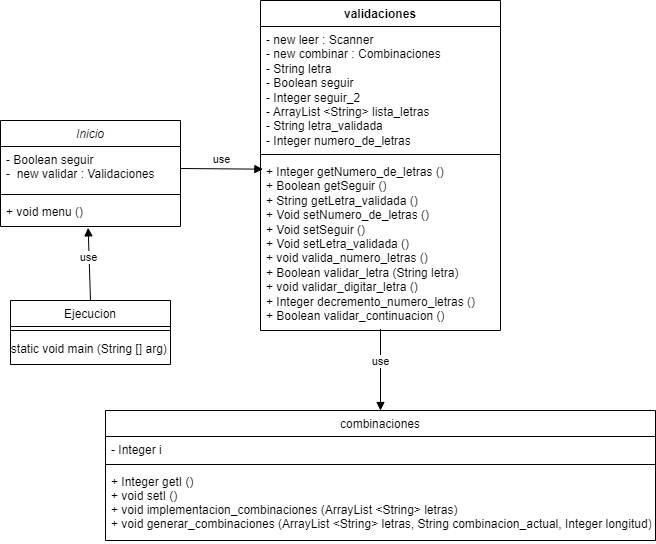 validaciones
- new leer : Scanner
- new combinar : Combinaciones
- String letra
- Boolean seguir
- Integer seguir_2
- ArrayList <String> lista_letras
- String letra_validada
- Integer numero_de_letras
+ Integer getNumero_de_letras ()
+ Boolean getSeguir ()
+ String getLetra_validada ()
+ Void setNumero_de_letras ()
+ Void setSeguir ()
+ Void setLetra_validada ()
+ void valida_numero_letras ()
+ Boolean validar_letra (String letra)
+ void validar_digitar_letra ()
+ Integer decremento_numero_letras ()
+ Boolean validar_continuacion ()
Inicio
- Boolean seguir
- new validar : Validaciones
+ void menu ()
use
use
Ejecucion
static void main (String [] arg)
use
combinaciones
- Integer i
+ Integer getI ()
+ void setI ()
+ void implementacion_combinaciones (ArrayList <String> letras)
+ void generar_combinaciones (ArrayList <String> letras, String combinacion_actual, Integer longitud)